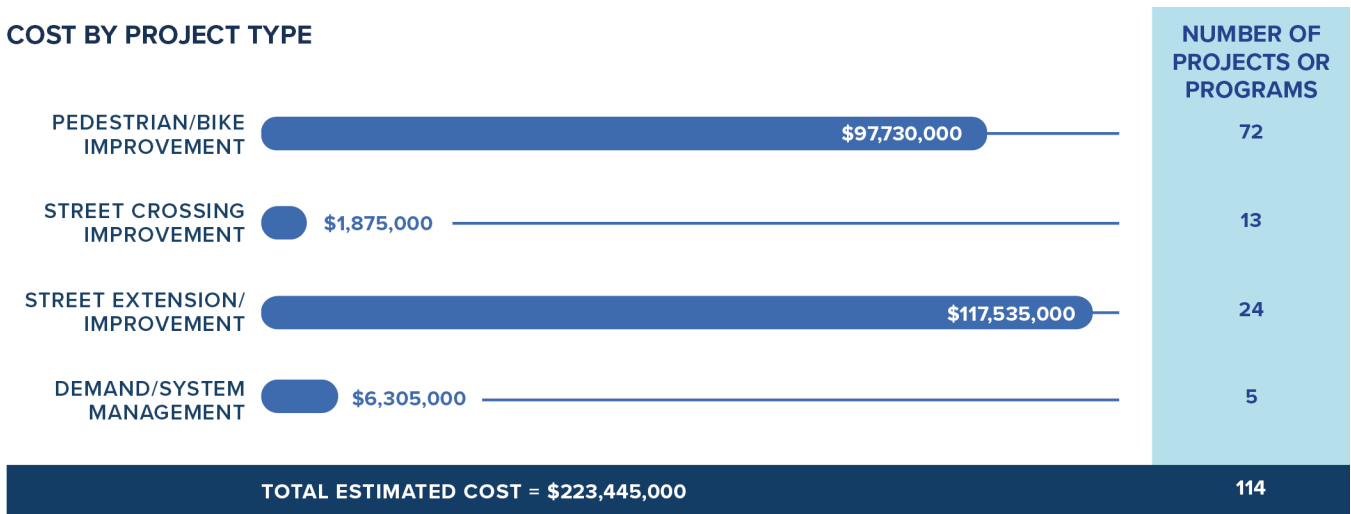 COST BY PROJECT TYPE
NUMBER OF
PROJECTS OR
PROGRAMS
PEDESTRIAN/BIKE
IMPROVEMENT
$97,730,000
72
STREET CROSSING
IMPROVEMENT
$1,875,000
13
STREET EXTENSION/
IMPROVEMENT
$117,535,000
24
DEMAND/SYSTEM
MANAGEMENT
$6,305,000
5
TOTAL ESTIMATED COST = $223,445,000
114